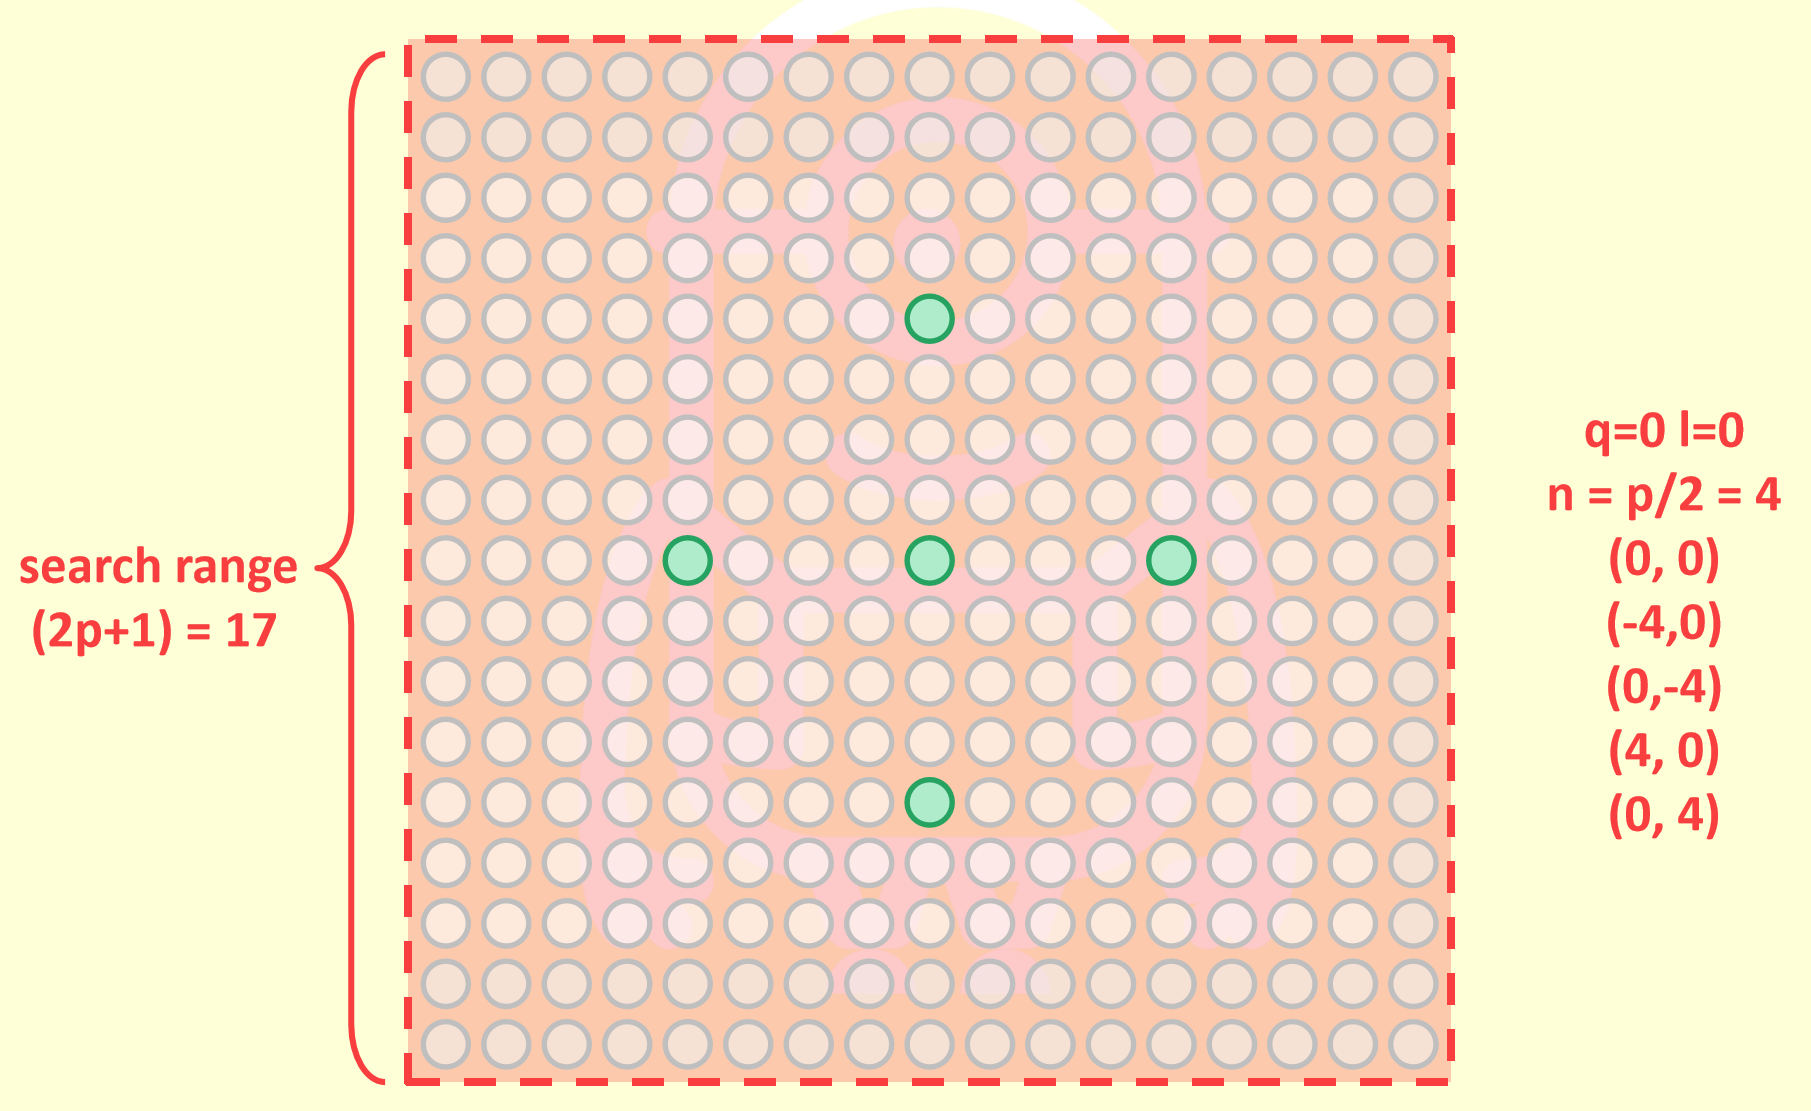 search range
(2p+1) = 17
q=0 l=0
n = p/2 = 4
(0, 0)
(-4,0)
(0,-4)
(4, 0)
(0, 4)